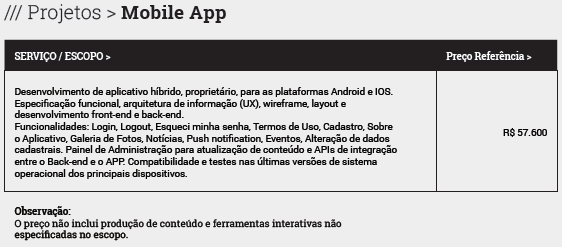 /// Projetos > Mobile App
SERVIÇO / ESCOPO >
Preço Referência >
Desenvolvimento de aplicativo híbrido, proprietário, para as plataformas Android e IOS.
Especificação funcional, arquitetura de informação (UX), wireframe, layout e
desenvolvimento front-end e back-end.
Funcionalidades: Login, Logout, Esqueci minha senha, Termos de Uso, Cadastro, Sobre
o Aplicativo, Galeria de Fotos, Notícias, Push notification, Eventos, Alteração de dados
cadastrais. Painel de Administração para atualização de conteúdo e APIs de integração
entre o Back-end e o APP. Compatibilidade e testes nas últimas versões de sistema
operacional dos principais dispositivos.
R$ 57.600
Observação:
O preço não inclui produção de conteúdo e ferramentas interativas não
especificadas no escopo.